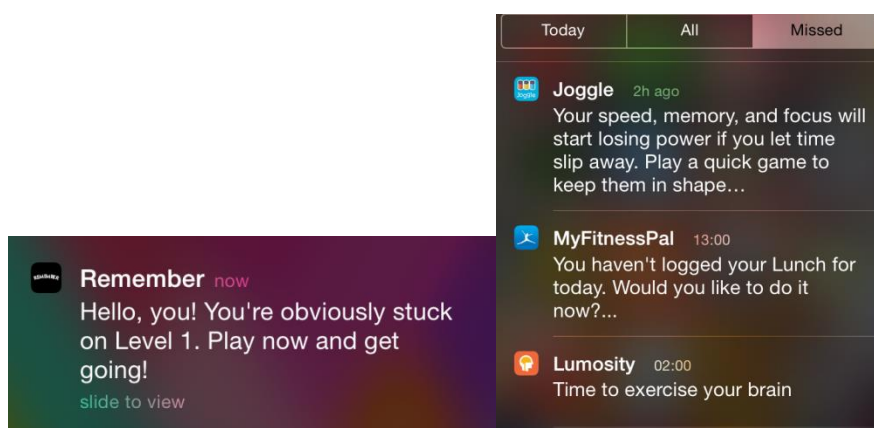 Remember now
Hello, you! You're obviously stuck
on Level 1. Play now and get
going!
slide to view
Today All Missed
Joggle 2h ago
Your speed, memory, and focus will
start losing power if you let time
slip away. Play a quick game to
keep them in shape…
MyFitnessPal 13:00
You haven't logged your Lunch for
today. Would you like to do it
now?...
Lumosity 02:00
Time to exercise your brain